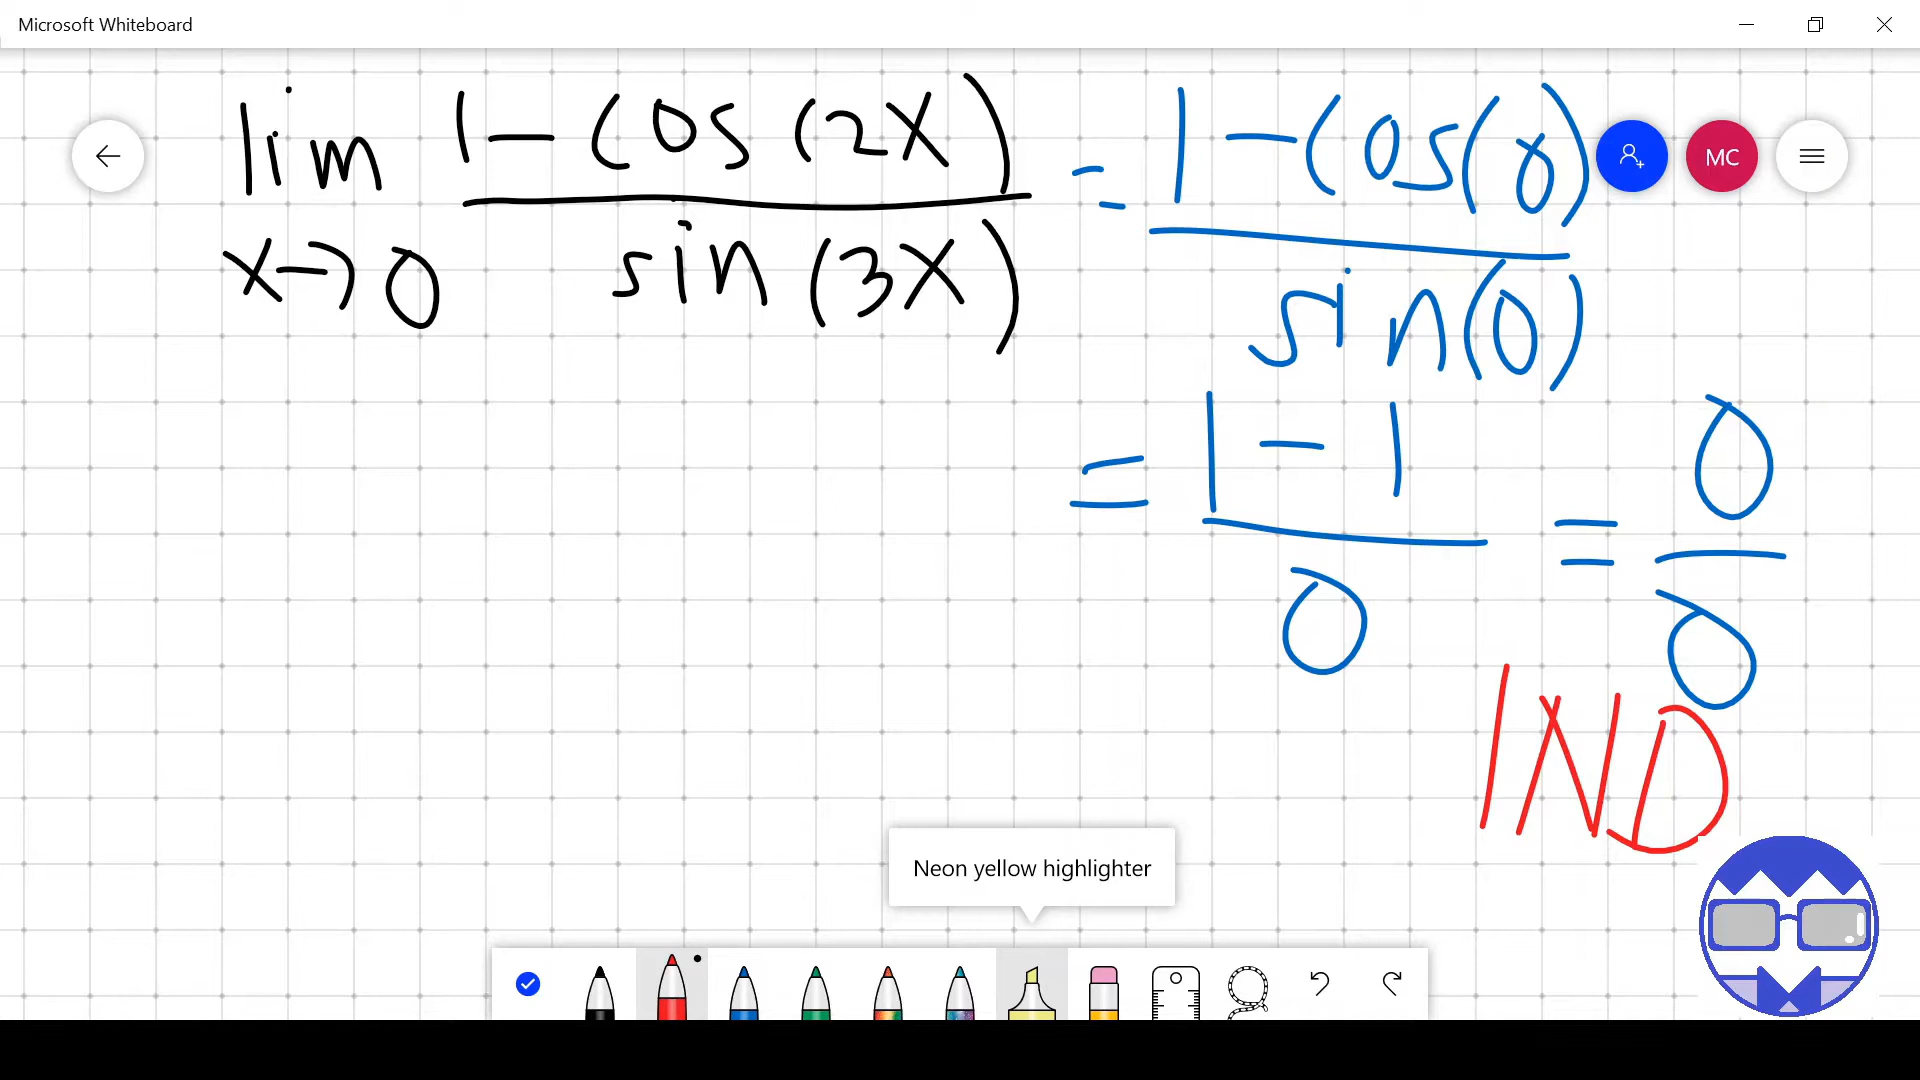 Microsoft Whiteboard
lim 1 - cos (2x) = 1 - cos(0)
x→0 sin (3x) sin(0)
MC
= 1 - 1 = 0
0 0
IND
Neon yellow highlighter